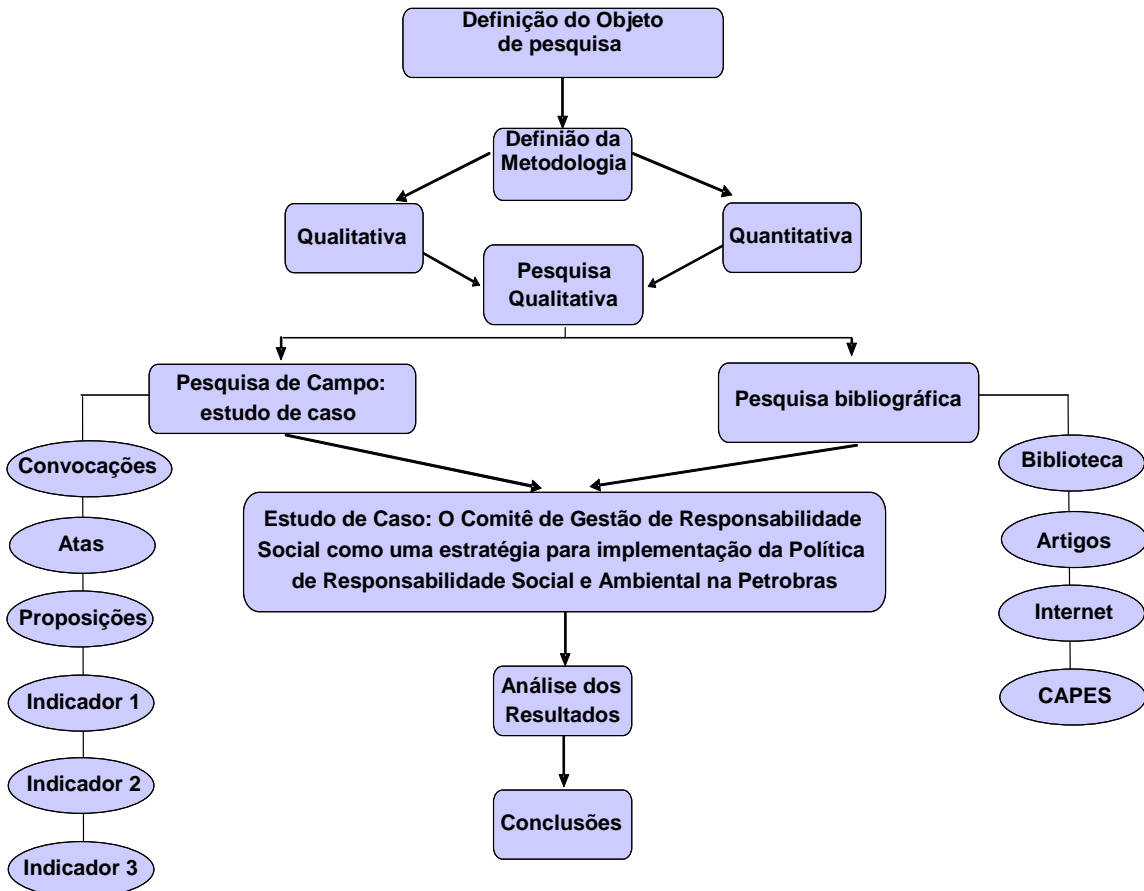 Definição do Objeto
de pesquisa
Definião da
Metodologia
Qualitativa
Quantitativa
Pesquisa
Qualitativa
Pesquisa de Campo:
estudo de caso
Pesquisa bibliográfica
Convocações
Atas
Proposições
Indicador 1
Indicador 2
Indicador 3
Biblioteca
Artigos
Internet
CAPES
Estudo de Caso: O Comitê de Gestão de Responsabilidade
Social como uma estratégia para implementação da Política
de Responsabilidade Social e Ambiental na Petrobras
Análise dos
Resultados
Conclusões